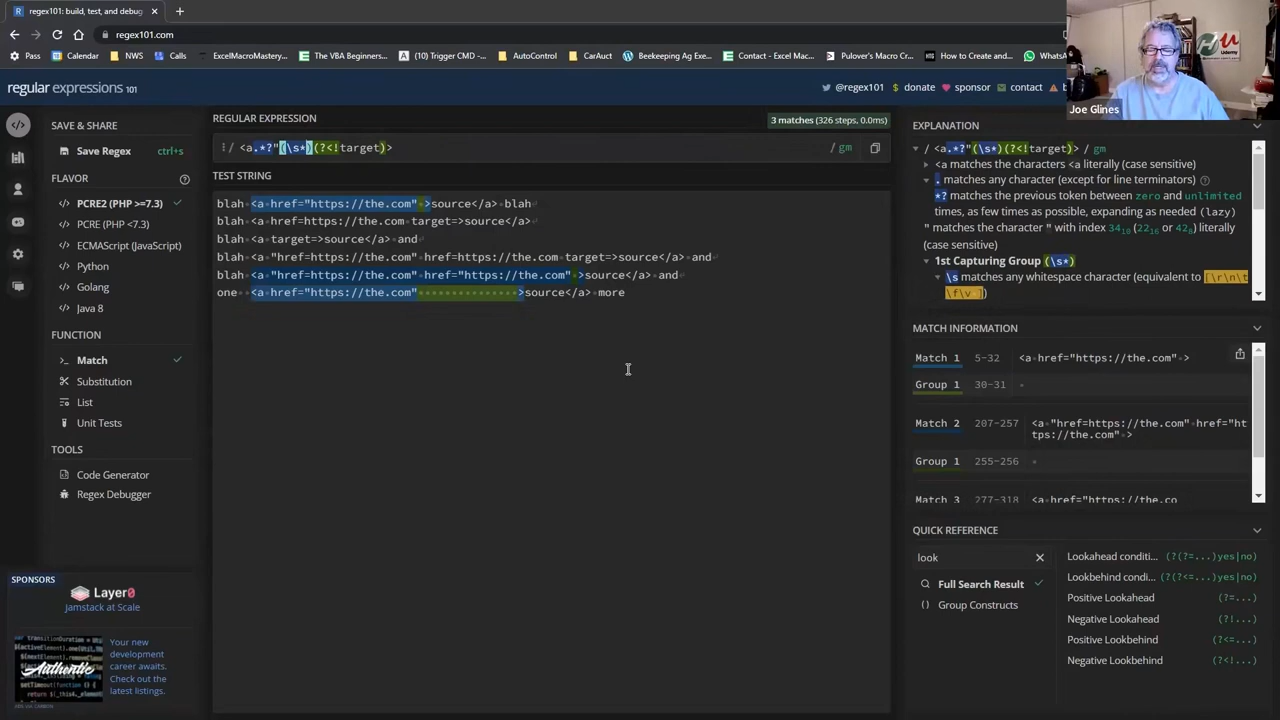 regex101: build, test, and debug
regex101.com
Pass
Calendar
NWS
Calls
ExcelMacroMastery...
The VBA Beginners...
(10) Trigger CMD -...
AutoControl
CarAuct
Beekeeping Ag Exe...
Contact - Excel Mac...
Pulover's Macro Cr...
How to Create and...
WhatsA
Udemy
Joe Glines
regular expressions 101
@regex101
donate
sponsor
contact
SAVE & SHARE
Save Regex
ctrl+s
FLAVOR
PCRE2 (PHP >=7.3)
PCRE (PHP <7.3)
ECMAScript (JavaScript)
Python
Golang
Java 8
FUNCTION
Match
Substitution
List
Unit Tests
TOOLS
Code Generator
Regex Debugger
SPONSORS
Layer0
Jamstack at Scale
Authentic
Your new
development
career awaits.
Check out the
latest listings.
REGULAR EXPRESSION
3 matches (326 steps, 0.0ms)
/ <a.*?"(\s*)(?<!target)>
/ gm
TEST STRING
blah·<a·href="https://the.com"·>source</a>·blah
blah·<a·href=https://the.com·target=>source</a>
blah·<a·target=>source</a>·and
blah·<a·href=https://the.com·href=https://the.com·target=>source</a>·and
blah·<a·"href=https://the.com"·href="https://the.com"·>source</a>·and
one··<a·href="https://the.com"···············>source</a>·more
EXPLANATION
/ <a.*?"(\s*)(?<!target)> / gm
<a matches the characters <a literally (case sensitive)
. matches any character (except for line terminators)
*? matches the previous token between zero and unlimited
times, as few times as possible, expanding as needed (lazy)
" matches the character " with index 34₁₀ (22₁₆ or 42₈) literally
(case sensitive)
1st Capturing Group (\s*)
\s matches any whitespace character (equivalent to [\r\n\t
\f\v ])
MATCH INFORMATION
Match 1
5-32
<a·href="https://the.com"·>
Group 1
30-31
·
Match 2
207-257
<a·"href=https://the.com"·href="ht
tps://the.com"·>
Group 1
255-256
·
Match 3
277-318
<a·href="https://the.co
QUICK REFERENCE
look
Full Search Result
Group Constructs
Lookahead conditi...
(?(?=...)yes|no)
Lookbehind condi...
(?(?<=...)yes|no)
Positive Lookahead
(?=...)
Negative Lookahead
(?!...)
Positive Lookbehind
(?<=...)
Negative Lookbehind
(?<!...)